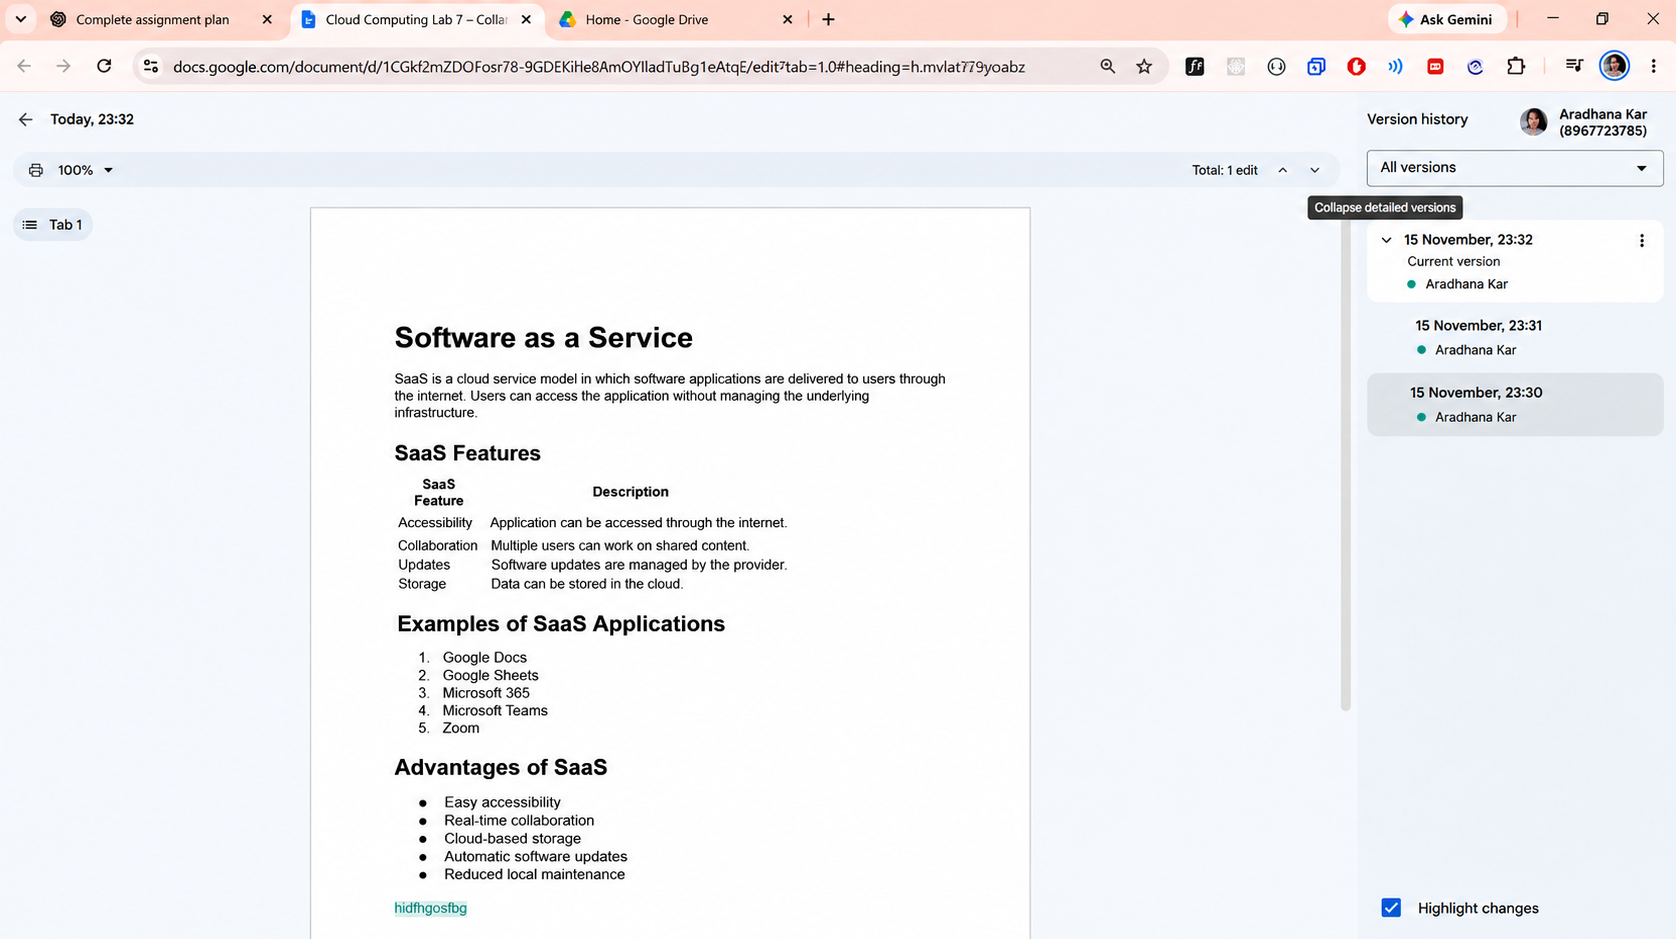 Complete assignment plan
Cloud Computing Lab 7 – Collar
Home - Google Drive
Ask Gemini
docs.google.com/document/d/1CGkf2mZDOFosr78-9GDEKiHe8AmOYlladTuBg1eAtqE/edit?tab=1.0#heading=h.mvlat779yoabz
Today, 23:32
Version history
Aradhana Kar
(8967723785)
100%
Total: 1 edit
All versions
Collapse detailed versions
Tab 1
15 November, 23:32
Current version
Aradhana Kar
15 November, 23:31
Aradhana Kar
15 November, 23:30
Aradhana Kar
Software as a Service
SaaS is a cloud service model in which software applications are delivered to users through
the internet. Users can access the application without managing the underlying
infrastructure.
SaaS Features
SaaS
Feature
Description
Accessibility Application can be accessed through the internet.
Collaboration Multiple users can work on shared content.
Updates Software updates are managed by the provider.
Storage Data can be stored in the cloud.
Examples of SaaS Applications
1. Google Docs
2. Google Sheets
3. Microsoft 365
4. Microsoft Teams
5. Zoom
Advantages of SaaS
● Easy accessibility
● Real-time collaboration
● Cloud-based storage
● Automatic software updates
● Reduced local maintenance
hidfhgosfbg
Highlight changes